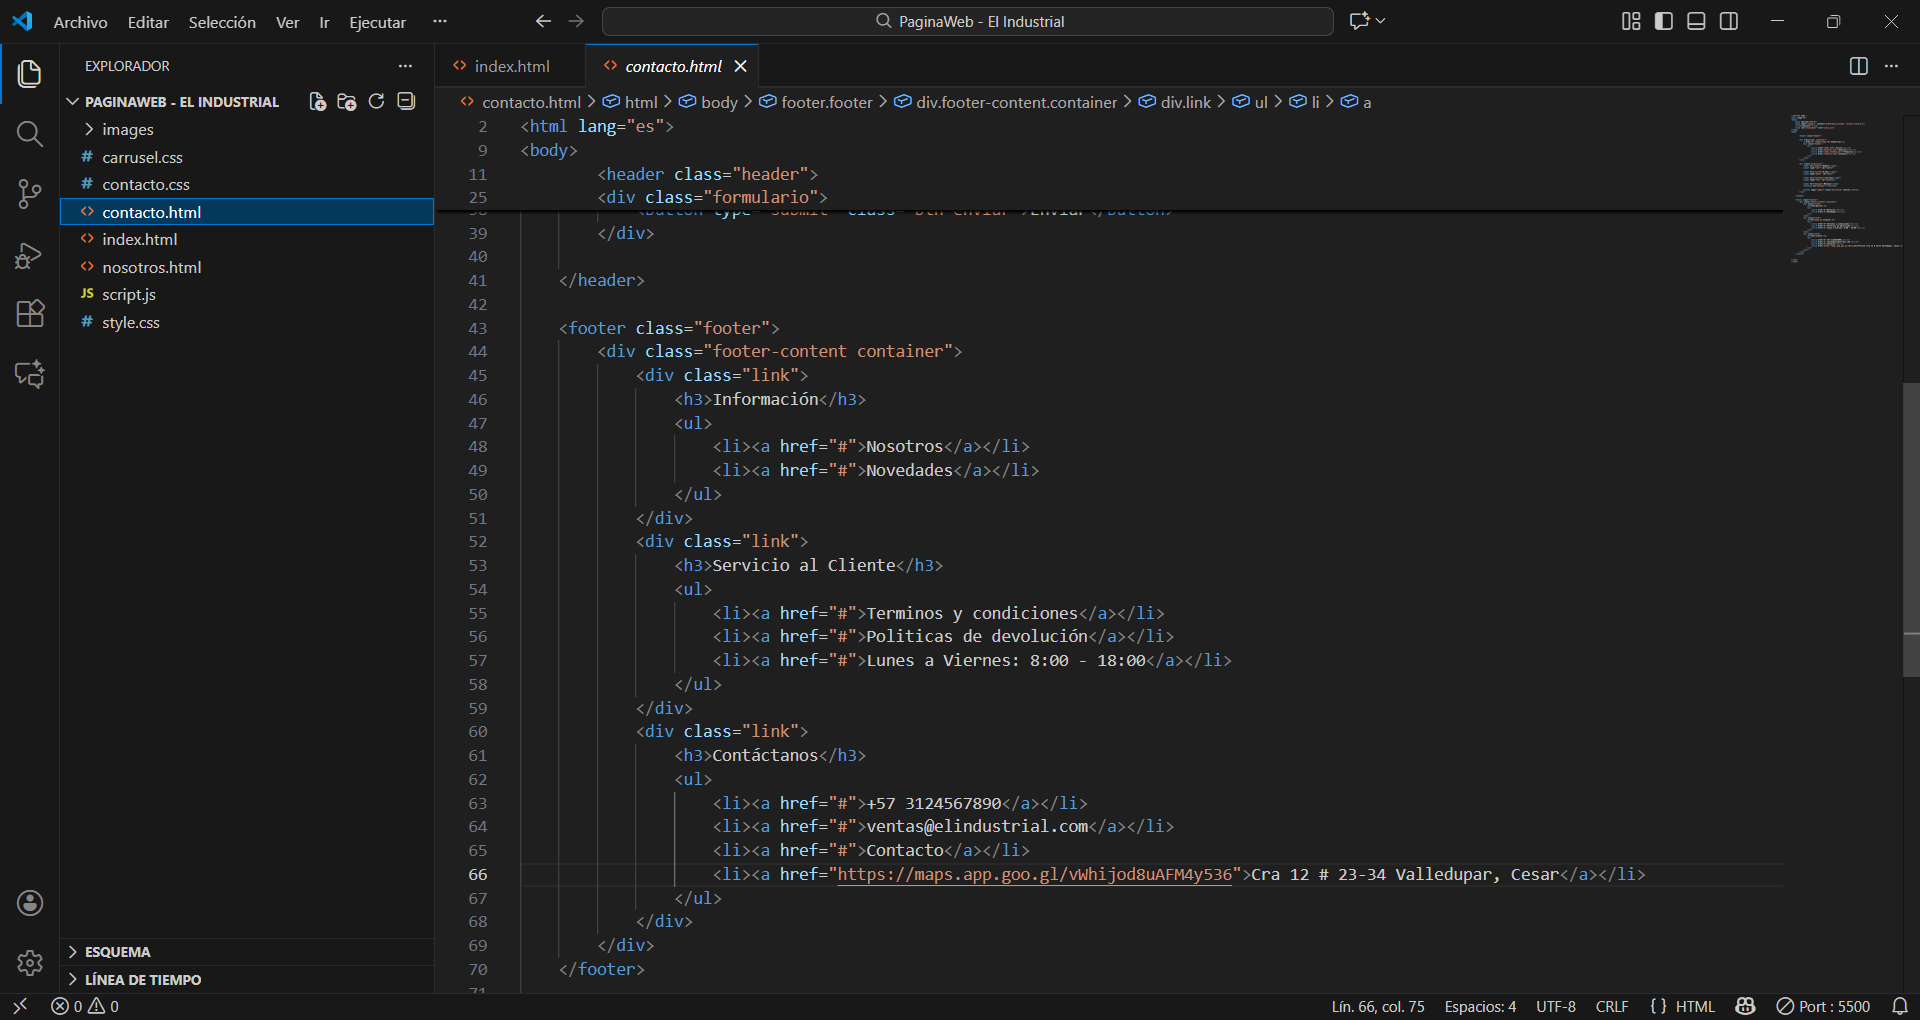 Archivo Editar Selección Ver Ir Ejecutar ···
PaginaWeb - El Industrial
EXPLORADOR
PAGINAWEB - EL INDUSTRIAL
images
# carrusel.css
# contacto.css
<> contacto.html
<> index.html
<> nosotros.html
JS script.js
# style.css
ESQUEMA
LÍNEA DE TIEMPO
<> index.html
<> contacto.html
<> contacto.html > html > body > footer.footer > div.footer-content.container > div.link > ul > li > a
2 <html lang="es">
9 <body>
11 <header class="header">
25 <div class="formulario">
39 </div>
40
41 </header>
42
43 <footer class="footer">
44 <div class="footer-content container">
45 <div class="link">
46 <h3>Información</h3>
47 <ul>
48 <li><a href="#">Nosotros</a></li>
49 <li><a href="#">Novedades</a></li>
50 </ul>
51 </div>
52 <div class="link">
53 <h3>Servicio al Cliente</h3>
54 <ul>
55 <li><a href="#">Terminos y condiciones</a></li>
56 <li><a href="#">Politicas de devolución</a></li>
57 <li><a href="#">Lunes a Viernes: 8:00 - 18:00</a></li>
58 </ul>
59 </div>
60 <div class="link">
61 <h3>Contáctanos</h3>
62 <ul>
63 <li><a href="#">+57 3124567890</a></li>
64 <li><a href="#">ventas@elindustrial.com</a></li>
65 <li><a href="#">Contacto</a></li>
66 <li><a href="https://maps.app.goo.gl/vWhijod8uAFM4y536">Cra 12 # 23-34 Valledupar, Cesar</a></li>
67 </ul>
68 </div>
69 </div>
70 </footer>
71
0 0
Lín. 66, col. 75 Espacios: 4 UTF-8 CRLF {} HTML Port : 5500